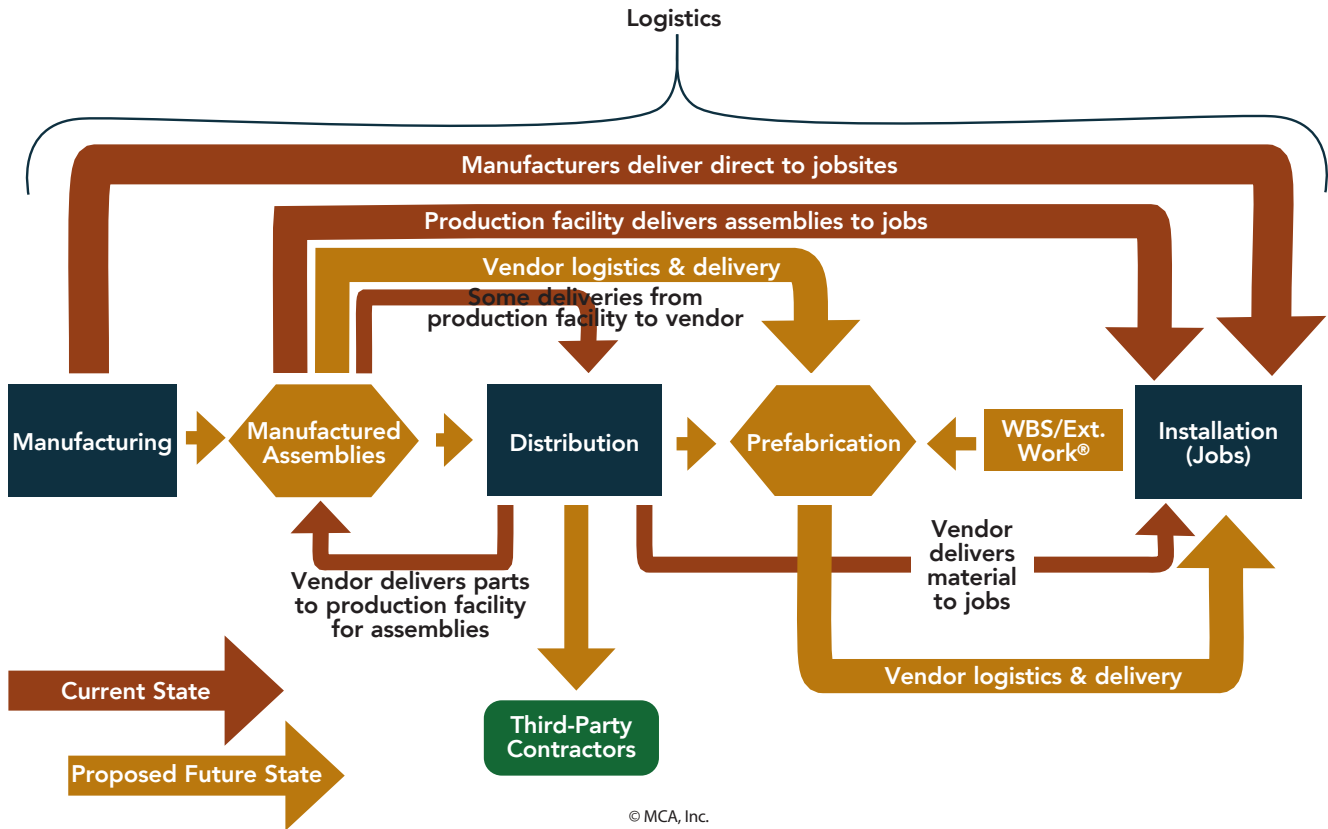 Logistics
Manufacturers deliver direct to jobsites
Production facility delivers assemblies to jobs
Vendor logistics & delivery
Some deliveries from
production facility to vendor
Manufacturing
Manufactured
Assemblies
Distribution
Prefabrication
WBS/Ext.
Work®
Installation
(Jobs)
Vendor delivers parts
to production facility
for assemblies
Vendor
delivers
material
to jobs
Vendor logistics & delivery
Current State
Proposed Future State
Third-Party
Contractors
© MCA, Inc.